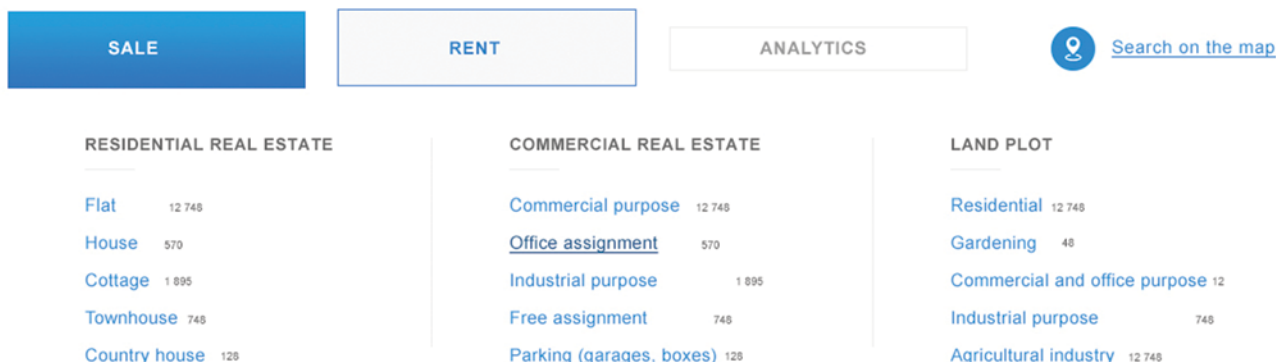 SALE
RENT
ANALYTICS
Search on the map
RESIDENTIAL REAL ESTATE
Flat 12 748
House 570
Cottage 1 895
Townhouse 748
Country house 128
COMMERCIAL REAL ESTATE
Commercial purpose 12 748
Office assignment 570
Industrial purpose 1 895
Free assignment 748
Parking (garages, boxes) 128
LAND PLOT
Residential 12 748
Gardening 48
Commercial and office purpose 12
Industrial purpose 748
Agricultural industry 12 748